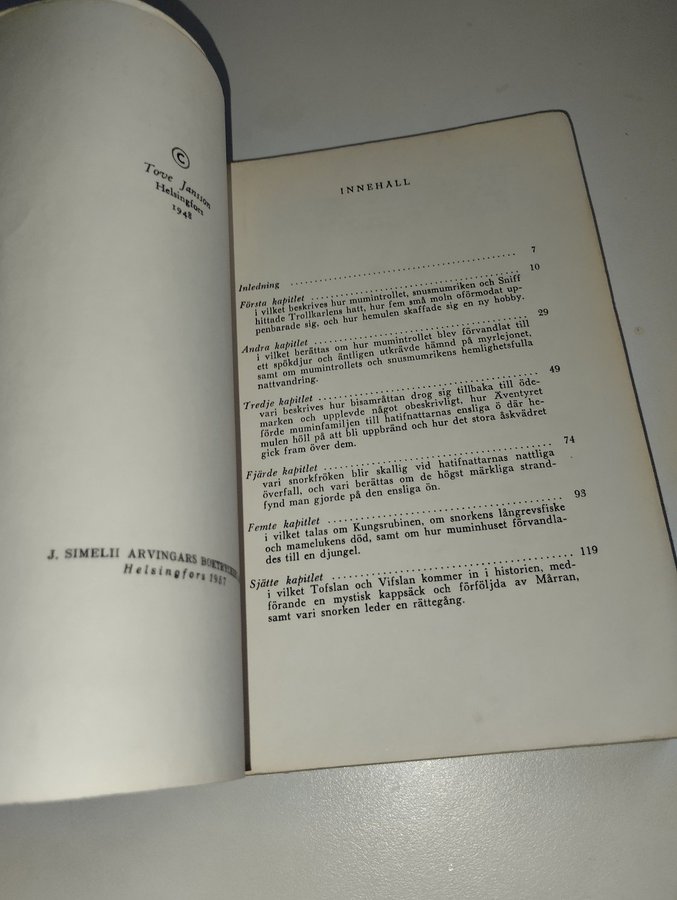 ©
Tove Jansson
Helsingfors
1948
J. SIMELII ARVINGARS
Helsingfors 1957
INNEHÅLL
Inledning ........................................ 7
Första kapitlet ........................................ 10
i vilket beskrives hur mumintrollet, snusmumriken och Sniff
hittade Trollkarlens hatt, hur fem små moln oförmodat up-
penbarade sig, och hur hemulen skaffade sig en ny hobby.
Andra kapitlet ........................................ 29
i vilket berättas om hur mumintrollet blev förvandlat till
ett spökdjur och äntligen utkrävde hämnd på myrlejonet,
samt om mumintrollets och snusmumrikens hemlighetsfulla
nattvandring.
Tredje kapitlet ........................................ 49
vari beskrives hur bisamråttan drog sig tillbaka till öde-
marken och upplevde något obeskrivligt, hur Äventyret
förde muminfamiljen till hatifnattarnas ensliga ö där he-
mulen höll på att bli uppbränd och hur det stora åskvädret
gick fram över dem.
Fjärde kapitlet ........................................ 74
vari snorkfröken blir skallig vid hatifnattarnas nattliga
överfall, och vari berättas om de högst märkliga strand-
fynd man gjorde på den ensliga ön.
Femte kapitlet ........................................ 93
i vilket talas om Kungsrubinen, om snorkens långrevsfiske
och mamelukens död, samt om hur muminhuset förvandla-
des till en djungel.
Sjätte kapitlet ........................................ 119
i vilket Tofslan och Vifslan kommer in i historien, med-
förande en mystisk kappsäck och förföljda av Mårran,
samt vari snorken leder en rättegång.